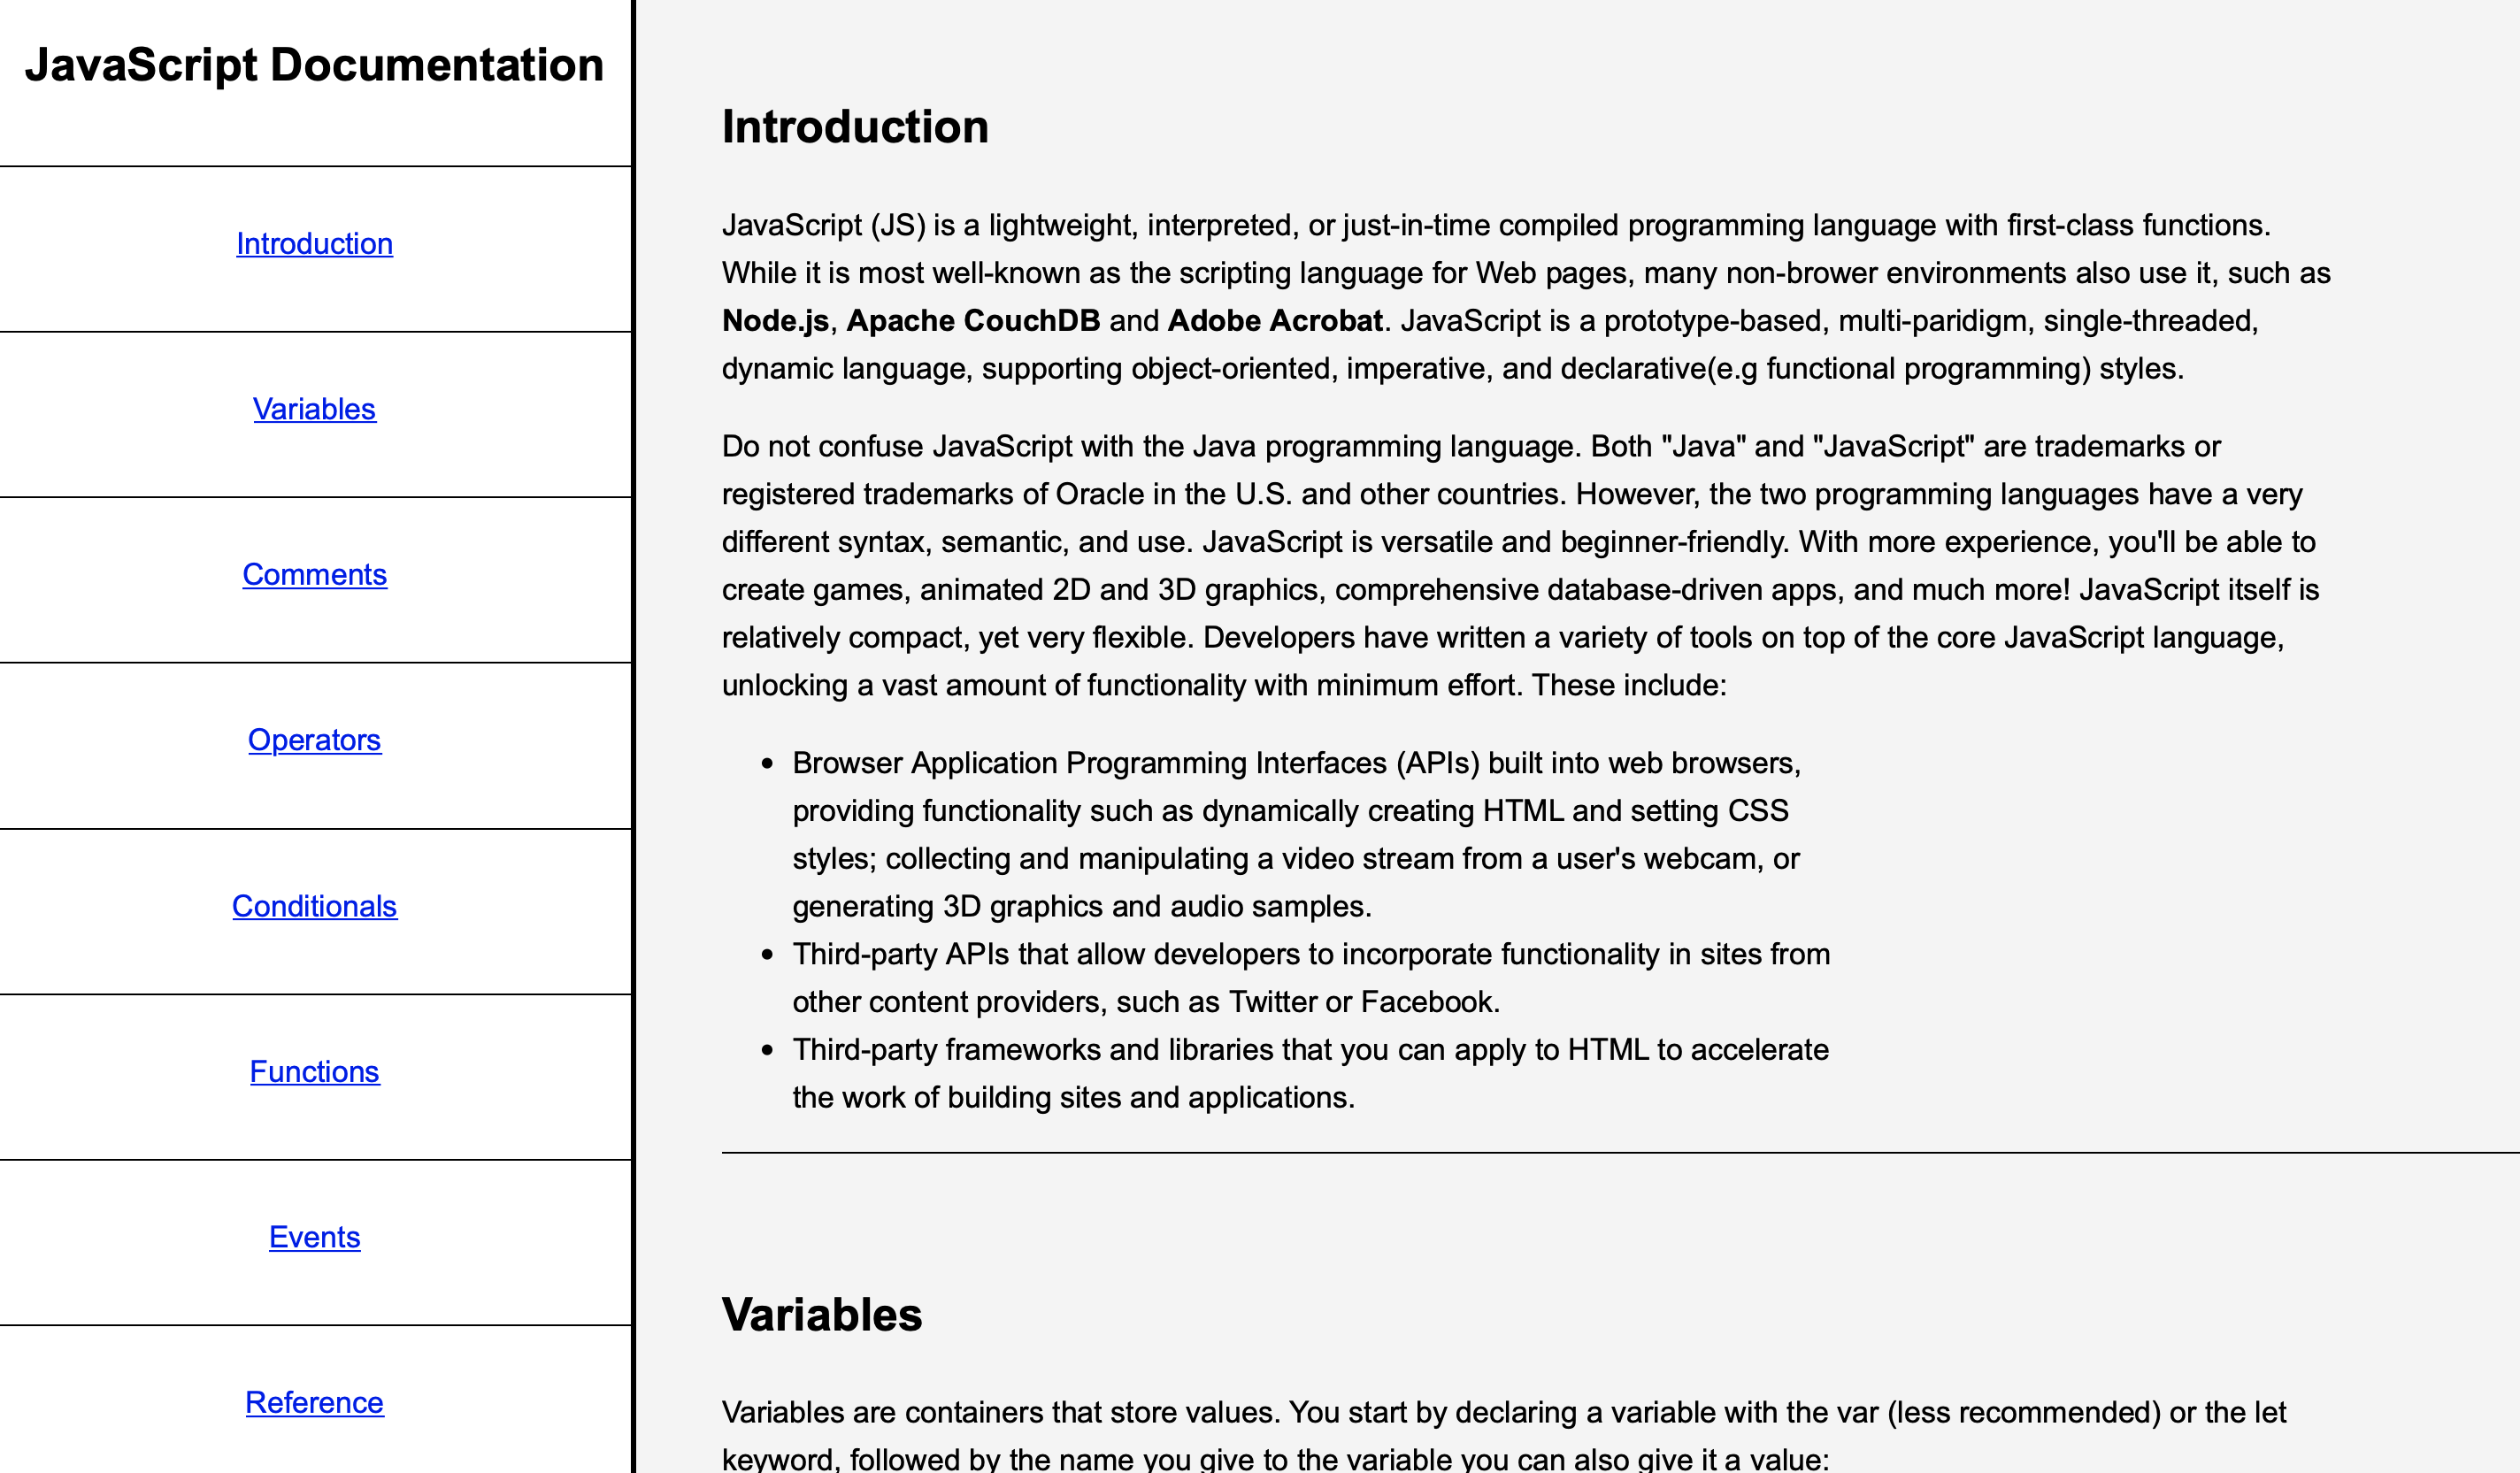 JavaScript Documentation
Introduction
Variables
Comments
Operators
Conditionals
Functions
Events
Reference
Introduction
JavaScript (JS) is a lightweight, interpreted, or just-in-time compiled programming language with first-class functions.
While it is most well-known as the scripting language for Web pages, many non-brower environments also use it, such as
Node.js, Apache CouchDB and Adobe Acrobat. JavaScript is a prototype-based, multi-paridigm, single-threaded,
dynamic language, supporting object-oriented, imperative, and declarative(e.g functional programming) styles.
Do not confuse JavaScript with the Java programming language. Both "Java" and "JavaScript" are trademarks or
registered trademarks of Oracle in the U.S. and other countries. However, the two programming languages have a very
different syntax, semantic, and use. JavaScript is versatile and beginner-friendly. With more experience, you'll be able to
create games, animated 2D and 3D graphics, comprehensive database-driven apps, and much more! JavaScript itself is
relatively compact, yet very flexible. Developers have written a variety of tools on top of the core JavaScript language,
unlocking a vast amount of functionality with minimum effort. These include:
• Browser Application Programming Interfaces (APIs) built into web browsers,
providing functionality such as dynamically creating HTML and setting CSS
styles; collecting and manipulating a video stream from a user's webcam, or
generating 3D graphics and audio samples.
• Third-party APIs that allow developers to incorporate functionality in sites from
other content providers, such as Twitter or Facebook.
• Third-party frameworks and libraries that you can apply to HTML to accelerate
the work of building sites and applications.
Variables
Variables are containers that store values. You start by declaring a variable with the var (less recommended) or the let
keyword, followed by the name you give to the variable you can also give it a value: